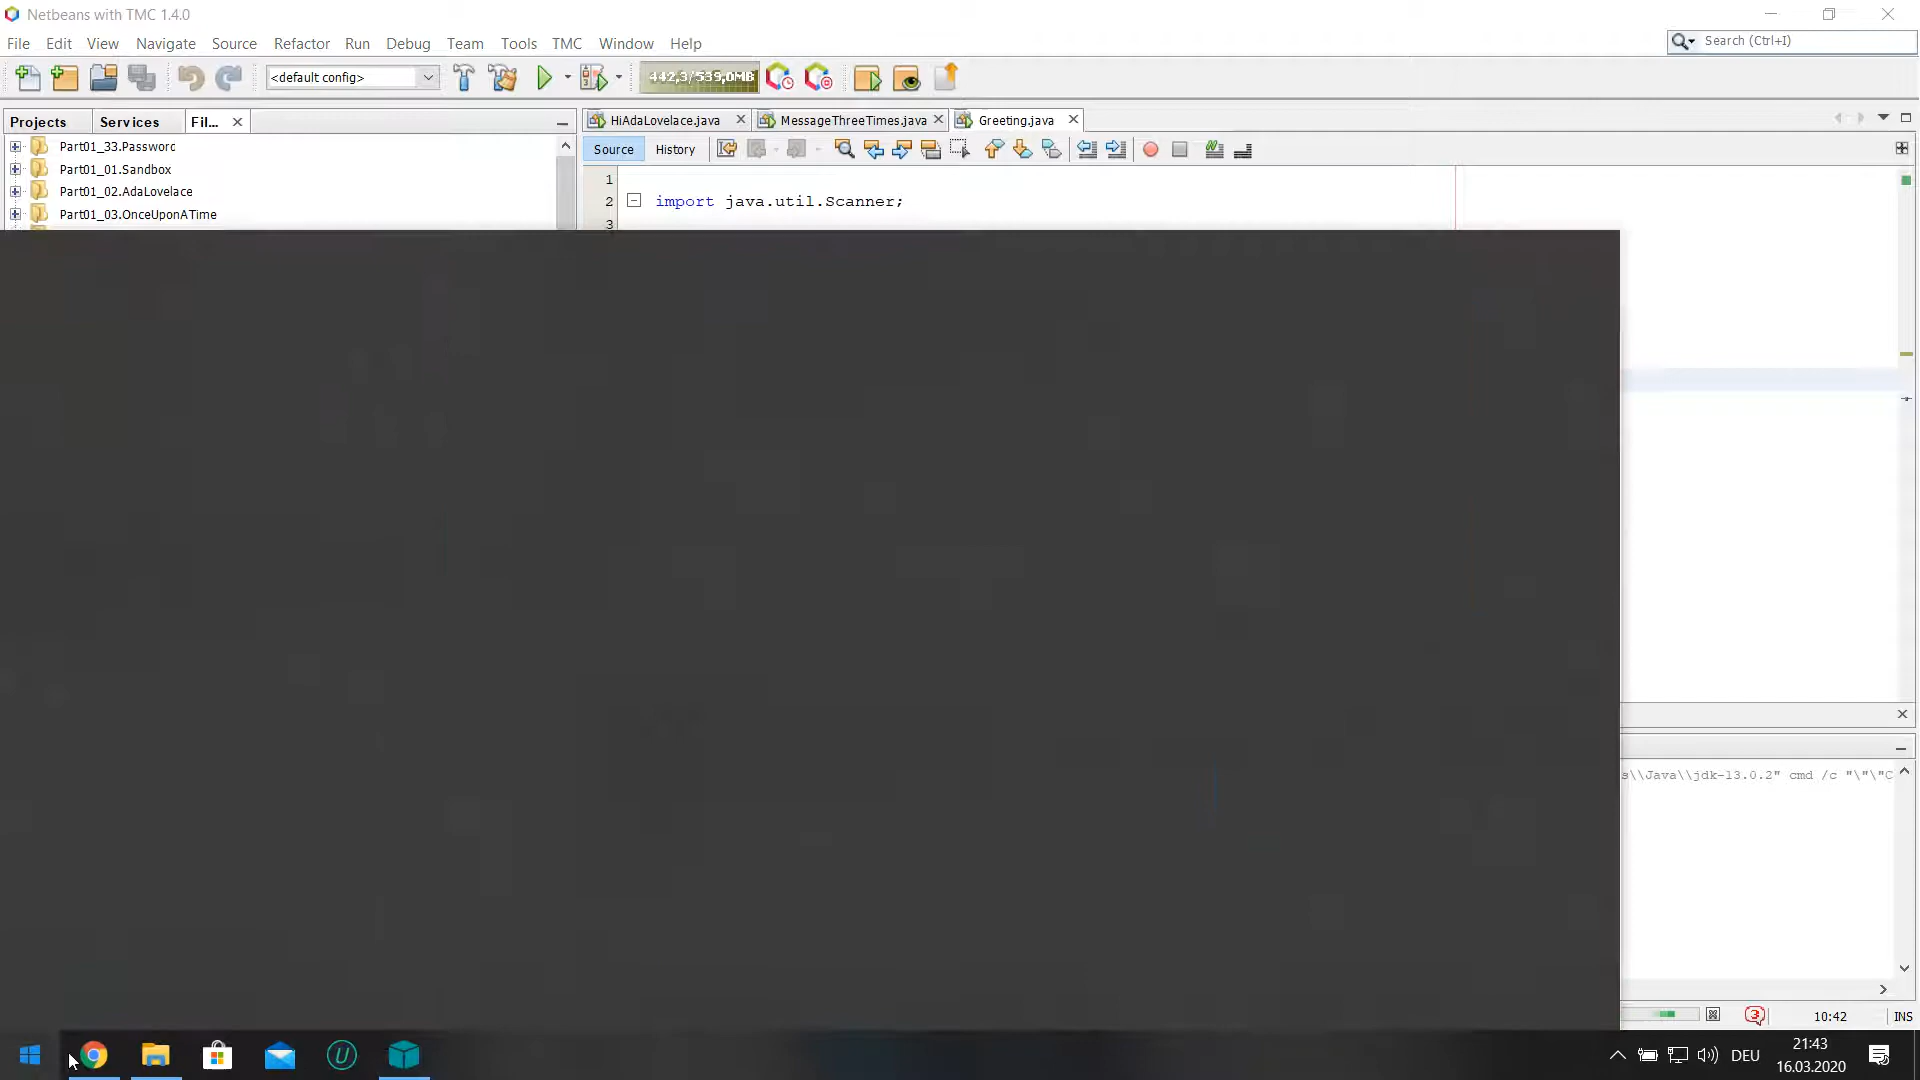 Netbeans with TMC 1.4.0
File Edit View Navigate Source Refactor Run Debug Team Tools TMC Window Help
Search (Ctrl+I)
<default config>
442,3/539,0MB
Projects Services Fil...
HiAdaLovelace.java MessageThreeTimes.java Greeting.java
Source History
Part01_33.Password
Part01_01.Sandbox
Part01_02.AdaLovelace
Part01_03.OnceUponATime
1
2 import java.util.Scanner;
3
s\\Java\\jdk-13.0.2" cmd /c "\"\"C
3 10:42 INS
DEU
21:43
16.03.2020